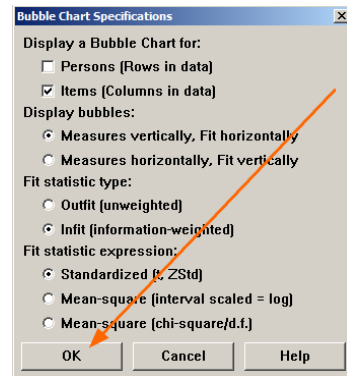 Bubble Chart Specifications
Display a Bubble Chart for:
Persons (Rows in data)
Items (Columns in data)
Display bubbles:
Measures vertically, Fit horizontally
Measures horizontally, Fit vertically
Fit statistic type:
Outfit (unweighted)
Infit (information-weighted)
Fit statistic expression:
Standardized (t, ZStd)
Mean-square (interval scaled = log)
Mean-square (chi-square/d.f.)
OK Cancel Help